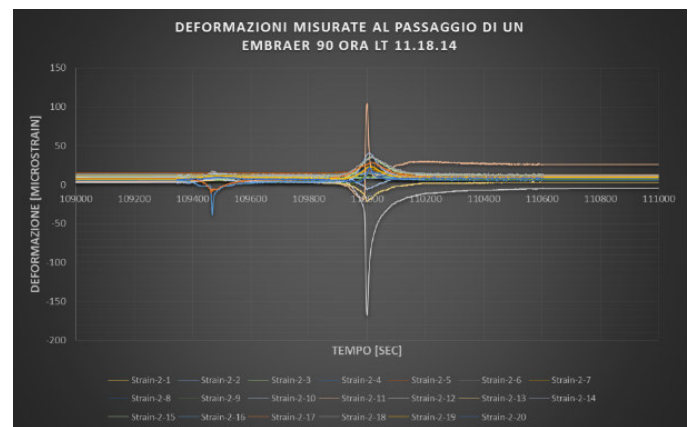 DEFORMAZIONI MISURATE AL PASSAGGIO DI UN
EMBRAER 90 ORA LT 11.18.14
150
100
50
0
-50
-100
-150
-200
109000 109200 109400 109600 109800 110000 110200 110400 110600 110800 111000
DEFORMAZIONE [MICROSTRAIN]
TEMPO [SEC]
Strain-2-1 Strain-2-2 Strain-2-3 Strain-2-4 Strain-2-5 Strain-2-6 Strain-2-7
Strain-2-8 Strain-2-9 Strain-2-10 Strain-2-11 Strain-2-12 Strain-2-13 Strain-2-14
Strain-2-15 Strain-2-16 Strain-2-17 Strain-2-18 Strain-2-19 Strain-2-20